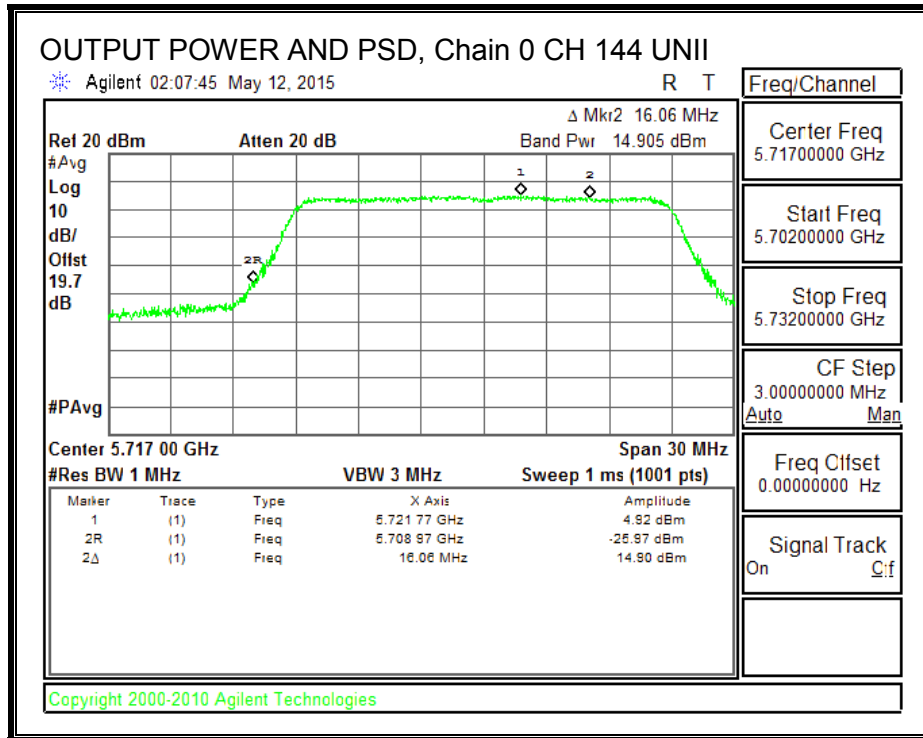 OUTPUT POWER AND PSD, Chain 0 CH 144 UNII
Agilent 02:07:45 May 12, 2015 R T
Δ Mkr2 16.06 MHz
Ref 20 dBm Atten 20 dB Band Pwr 14.905 dBm
#Avg
Log
10
dB/
Offst
19.7
dB
1
2
2R
#PAvg
Center 5.717 00 GHz Span 30 MHz
#Res BW 1 MHz VBW 3 MHz Sweep 1 ms (1001 pts)
Marker Trace Type X Axis Amplitude
1 (1) Freq 5.721 77 GHz 4.92 dBm
2R (1) Freq 5.708 97 GHz -25.97 dBm
2Δ (1) Freq 16.06 MHz 14.90 dBm
Freq/Channel
Center Freq
5.71700000 GHz
Start Freq
5.70200000 GHz
Stop Freq
5.73200000 GHz
CF Step
3.00000000 MHz
Auto Man
Freq Offset
0.00000000 Hz
Signal Track
On Off
Copyright 2000-2010 Agilent Technologies